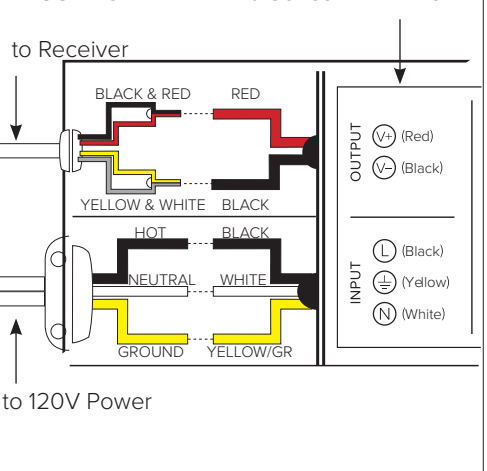 to Receiver
BLACK & RED RED
YELLOW & WHITE BLACK
HOT BLACK
NEUTRAL WHITE
GROUND YELLOW/GR
to 120V Power
OUTPUT
V+ (Red)
V– (Black)
INPUT
L (Black)
(Yellow)
N (White)